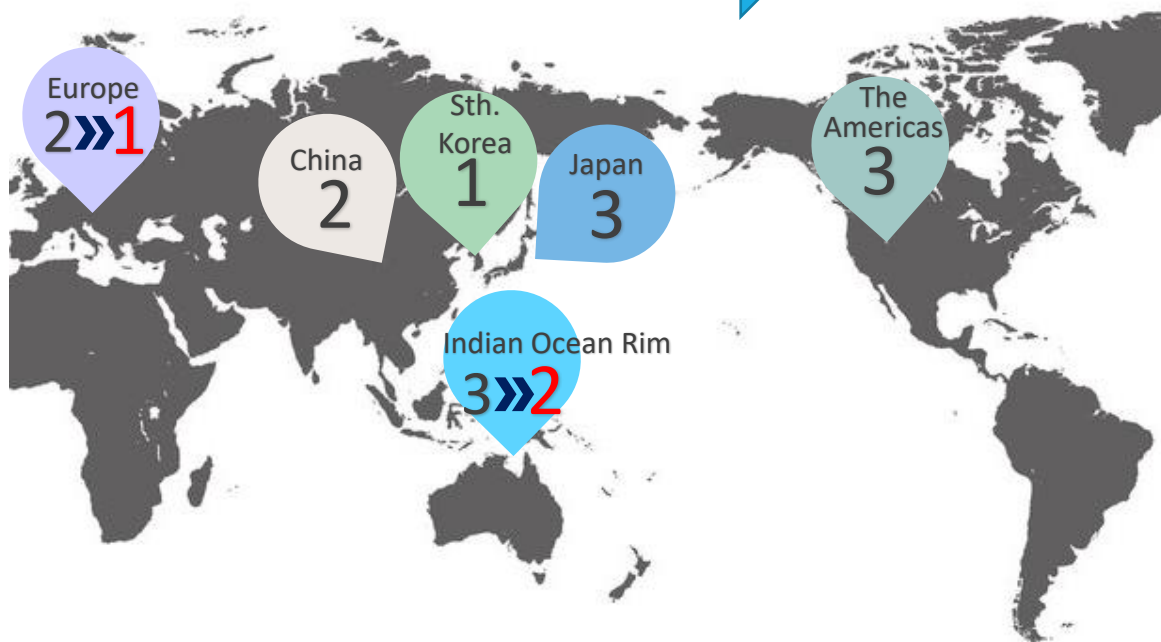 Europe
2»1
China
2
Sth.
Korea
1
Japan
3
The
Americas
3
Indian Ocean Rim
3»2